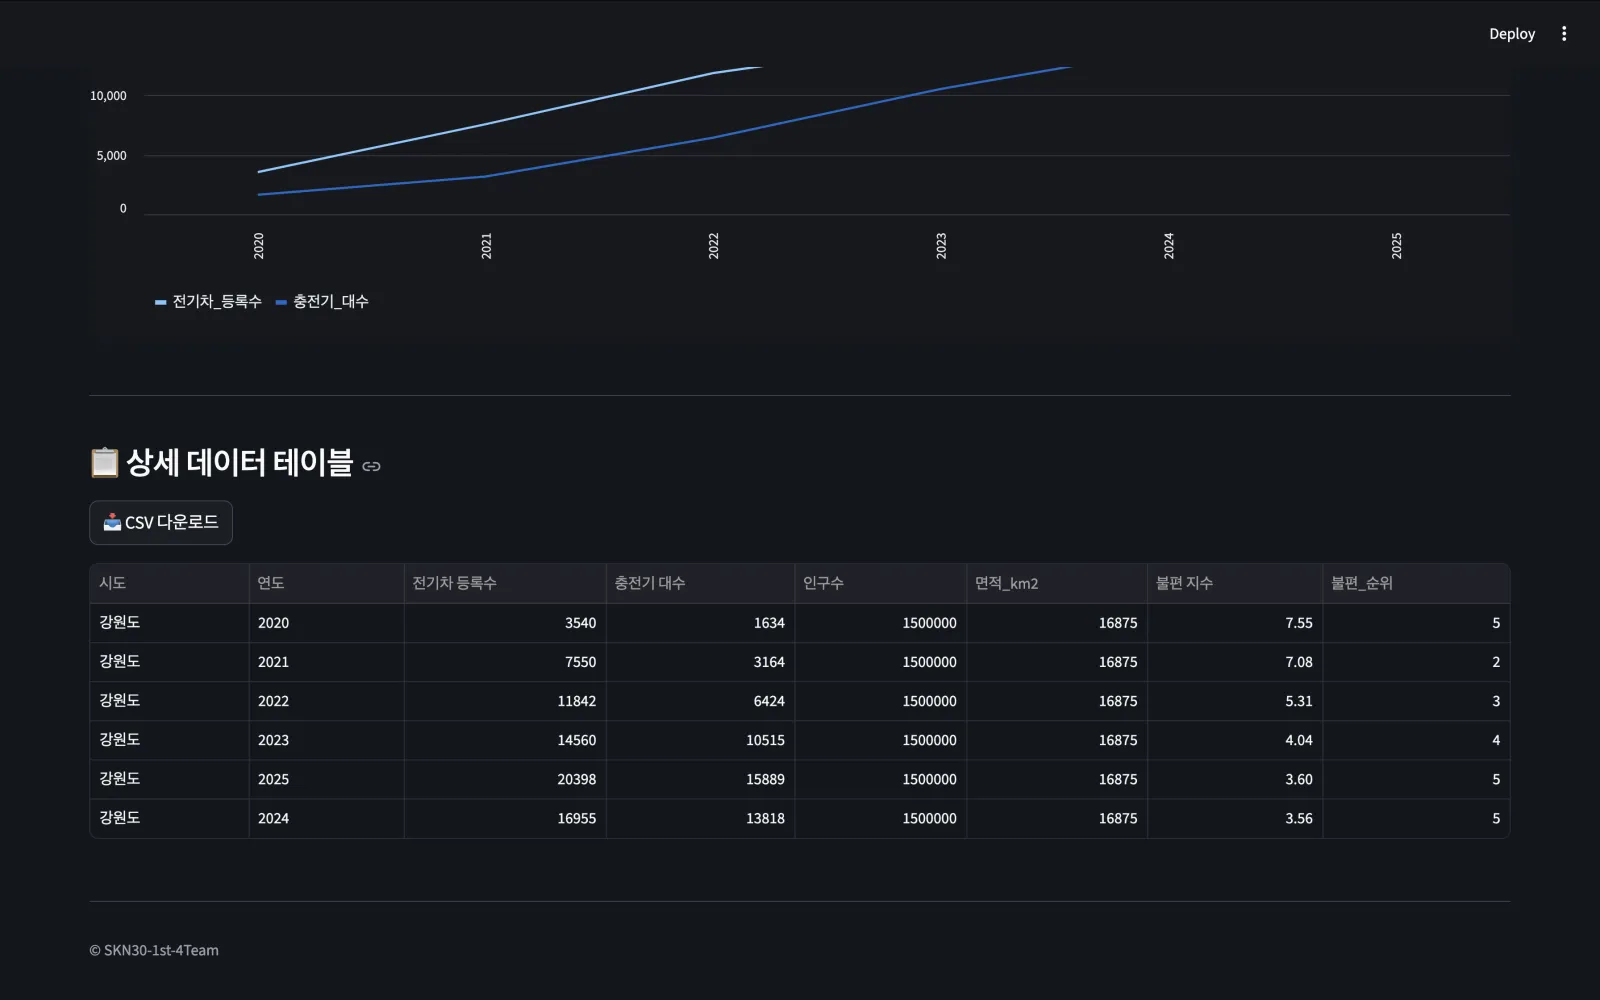 Deploy
10,000
5,000
0
2020 2021 2022 2023 2024 2025
전기차_등록수 충전기_대수
상세 데이터 테이블
CSV 다운로드
시도 연도 전기차 등록수 충전기 대수 인구수 면적_km2 불편 지수 불편_순위
강원도 2020 3540 1634 1500000 16875 7.55 5
강원도 2021 7550 3164 1500000 16875 7.08 2
강원도 2022 11842 6424 1500000 16875 5.31 3
강원도 2023 14560 10515 1500000 16875 4.04 4
강원도 2025 20398 15889 1500000 16875 3.60 5
강원도 2024 16955 13818 1500000 16875 3.56 5
© SKN30-1st-4Team